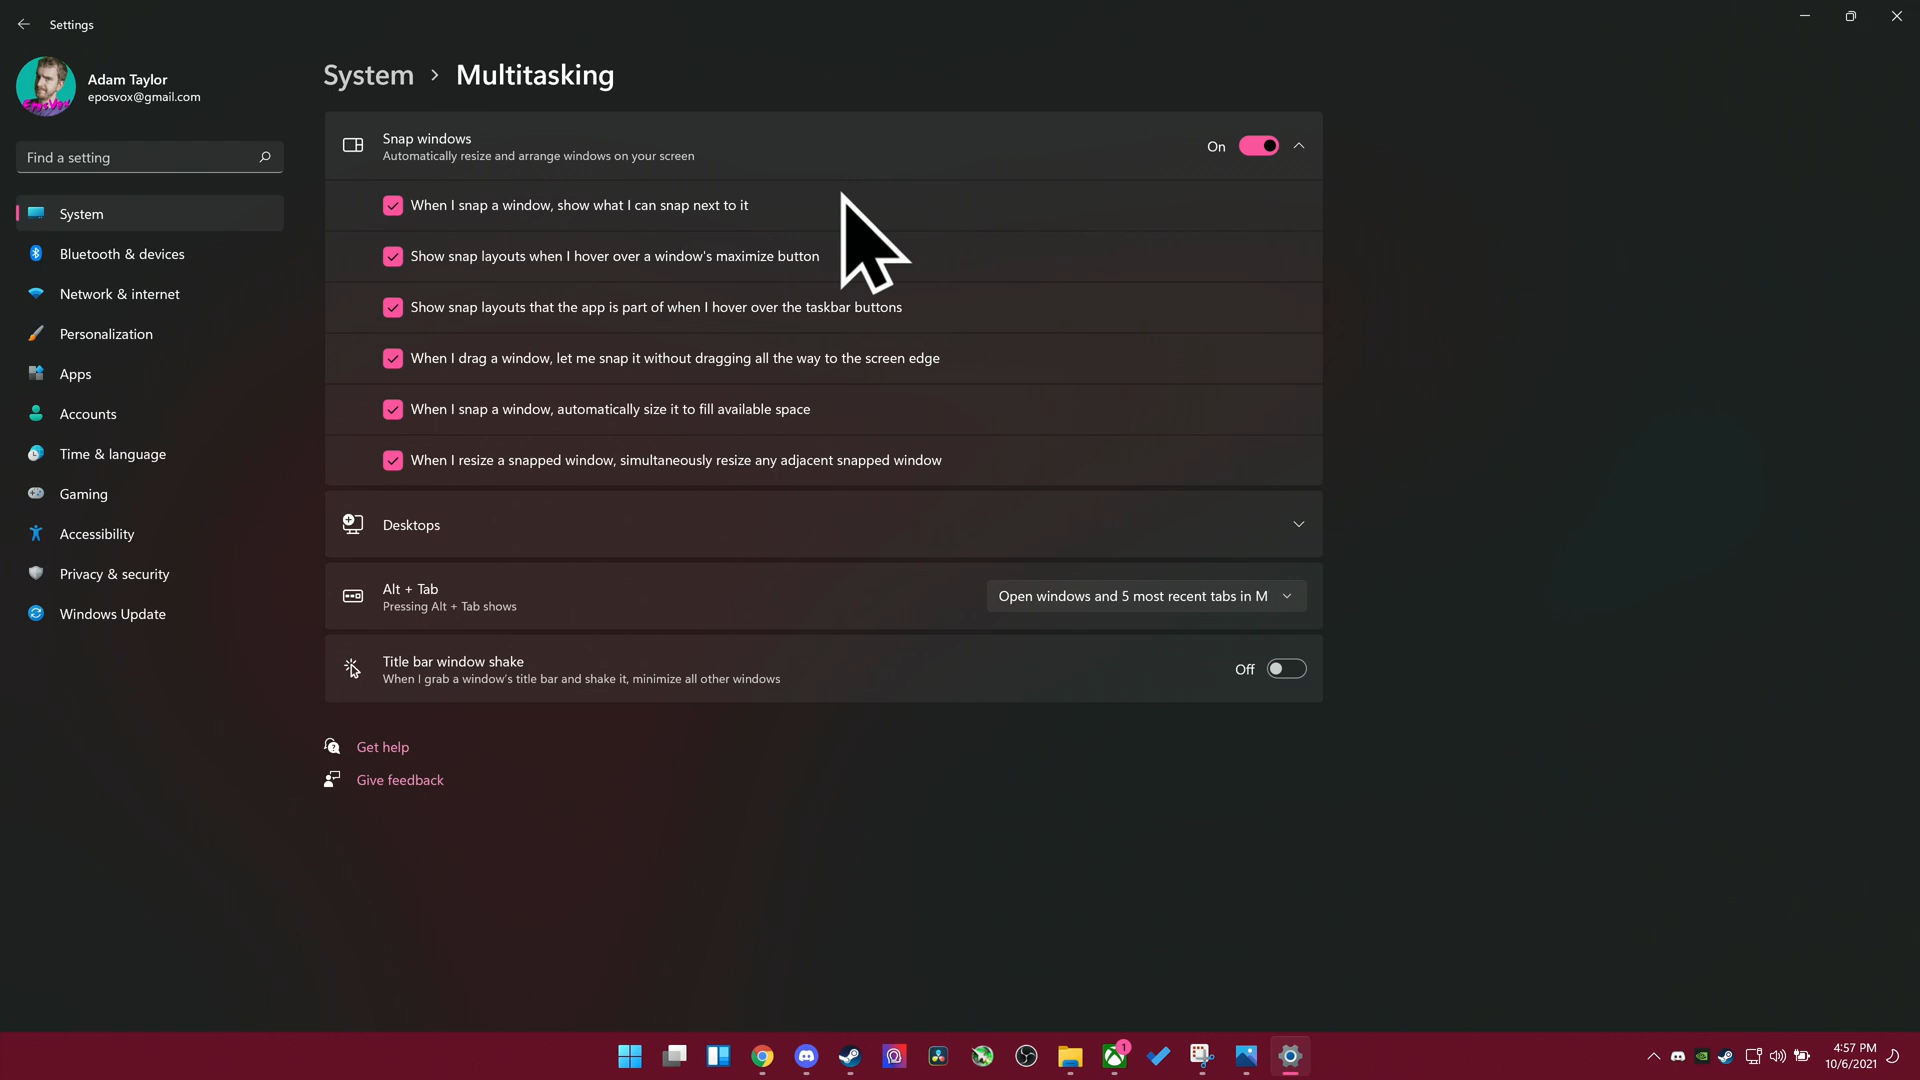 Settings
Adam Taylor
eposvox@gmail.com
Find a setting
System
Bluetooth & devices
Network & internet
Personalization
Apps
Accounts
Time & language
Gaming
Accessibility
Privacy & security
Windows Update
System > Multitasking
Snap windows
Automatically resize and arrange windows on your screen
On
When I snap a window, show what I can snap next to it
Show snap layouts when I hover over a window's maximize button
Show snap layouts that the app is part of when I hover over the taskbar buttons
When I drag a window, let me snap it without dragging all the way to the screen edge
When I snap a window, automatically size it to fill available space
When I resize a snapped window, simultaneously resize any adjacent snapped window
Desktops
Alt + Tab
Pressing Alt + Tab shows
Open windows and 5 most recent tabs in M
Title bar window shake
When I grab a window's title bar and shake it, minimize all other windows
Off
Get help
Give feedback
1
4:57 PM
10/6/2021